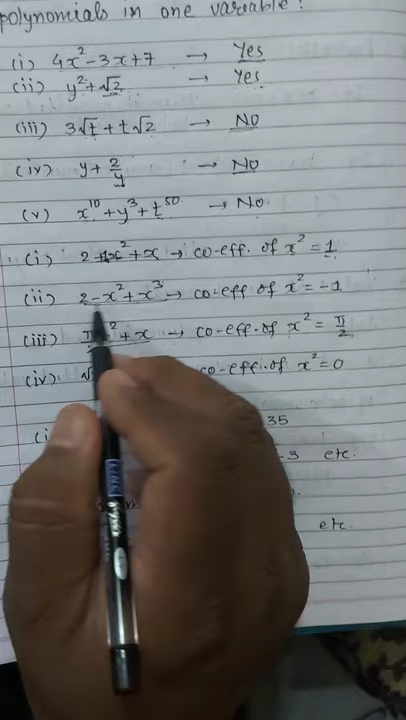 polynomials in one variable?
(i) 4x² - 3x + 7 → Yes
(ii) y² + √2 → Yes
(iii) 3√t + t√2 → NO
(iv) y + 2/y → NO
(v) x¹⁰ + y³ + t⁵⁰ → NO.
(i) 2 + x² + x → co-eff. of x² = 1
(ii) 2 - x² + x³ → co-eff of x² = -1
(iii) x² + x → co-eff. of x² = π/2
(iv) co-eff. of x² = 0
35
-3 etc.
etc.